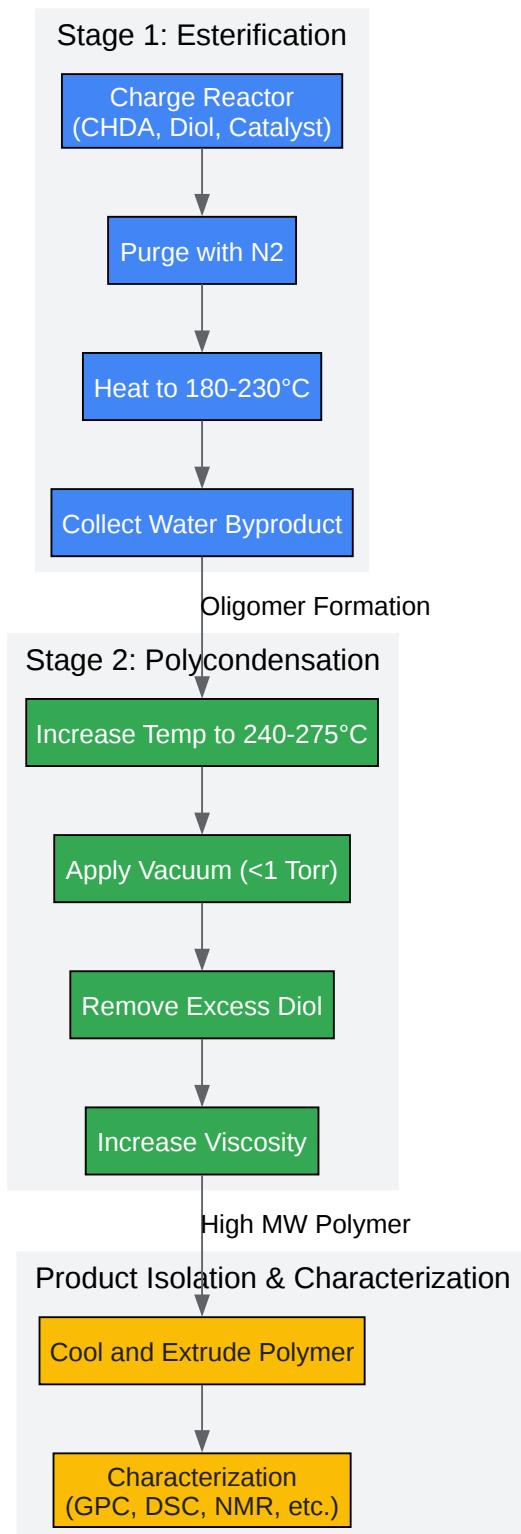 Stage 1: Esterification
Charge Reactor
(CHDA, Diol, Catalyst)
Purge with N2
Heat to 180-230°C
Collect Water Byproduct
Oligomer Formation
Stage 2: Polycondensation
Increase Temp to 240-275°C
Apply Vacuum (<1 Torr)
Remove Excess Diol
Increase Viscosity
High MW Polymer
Product Isolation & Characterization
Cool and Extrude Polymer
Characterization
(GPC, DSC, NMR, etc.)